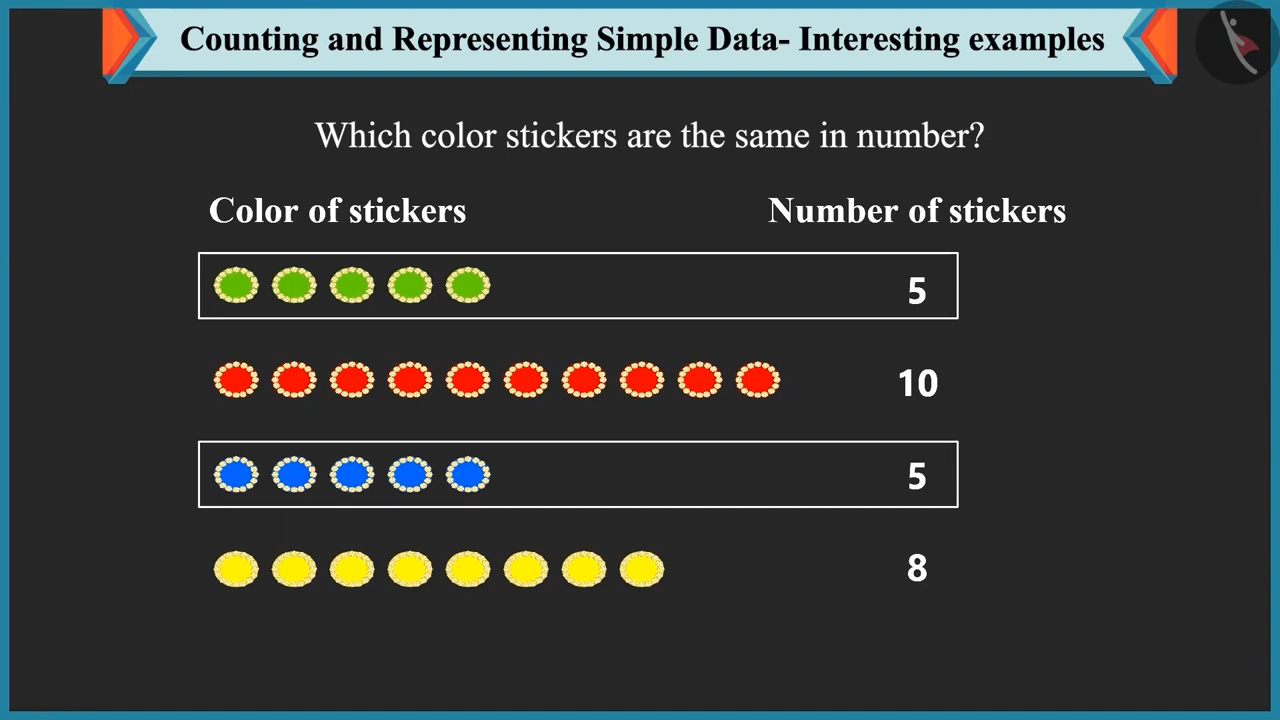 Counting and Representing Simple Data- Interesting examples
Which color stickers are the same in number?
Color of stickers Number of stickers
5
10
5
8